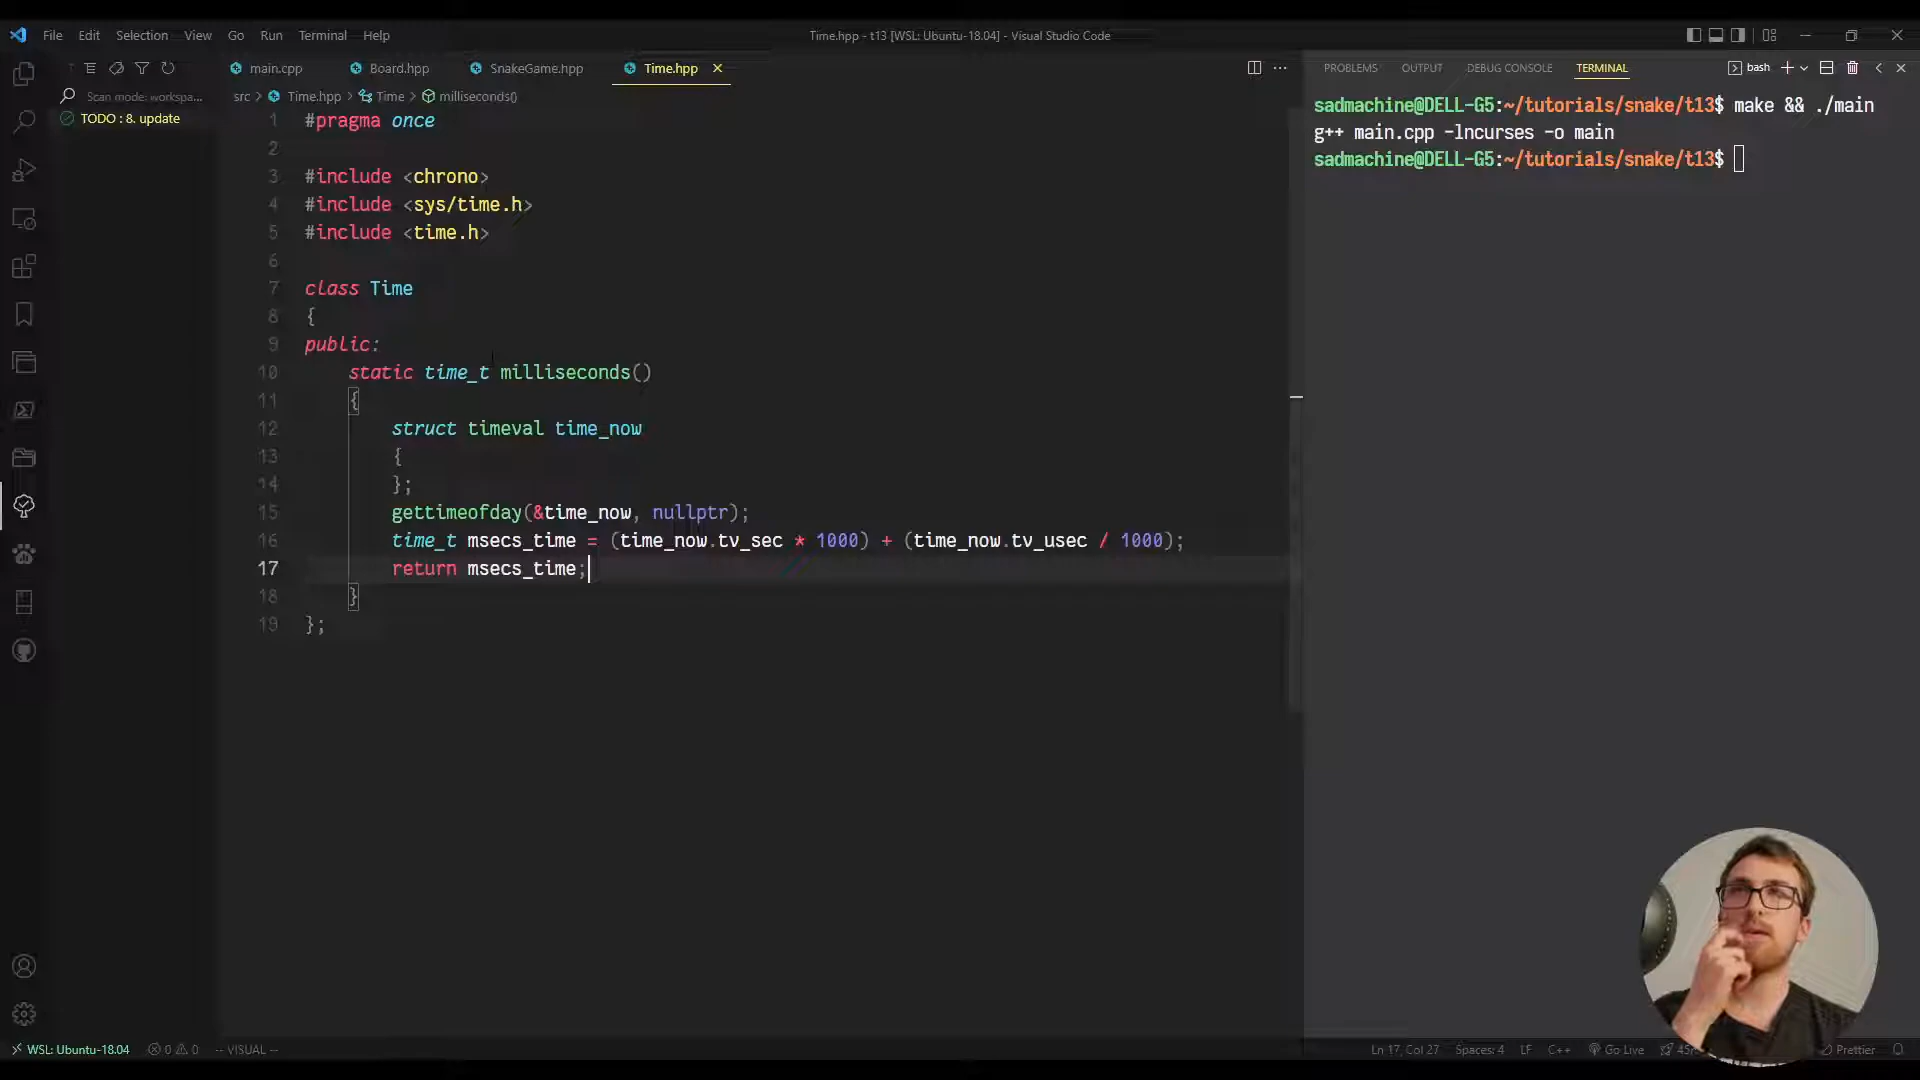 File Edit Selection View Go Run Terminal Help
Time.hpp - t13 [WSL: Ubuntu-18.04] - Visual Studio Code
main.cpp Board.hpp SnakeGame.hpp Time.hpp
PROBLEMS OUTPUT DEBUG CONSOLE TERMINAL bash
Scan mode: workspa...
src > Time.hpp > Time > milliseconds()
TODO : 8. update
1 #pragma once
2
3 #include <chrono>
4 #include <sys/time.h>
5 #include <time.h>
6
7 class Time
8 {
9 public:
10 static time_t milliseconds()
11 {
12 struct timeval time_now
13 {
14 };
15 gettimeofday(&time_now, nullptr);
16 time_t msecs_time = (time_now.tv_sec * 1000) + (time_now.tv_usec / 1000);
17 return msecs_time;
18 }
19 };
sadmachine@DELL-G5:~/tutorials/snake/t13$ make && ./main
g++ main.cpp -lncurses -o main
sadmachine@DELL-G5:~/tutorials/snake/t13$
WSL: Ubuntu-18.04 0 0 -- VISUAL -- Ln 17, Col 27 Spaces: 4 LF C++ Go Live Prettier